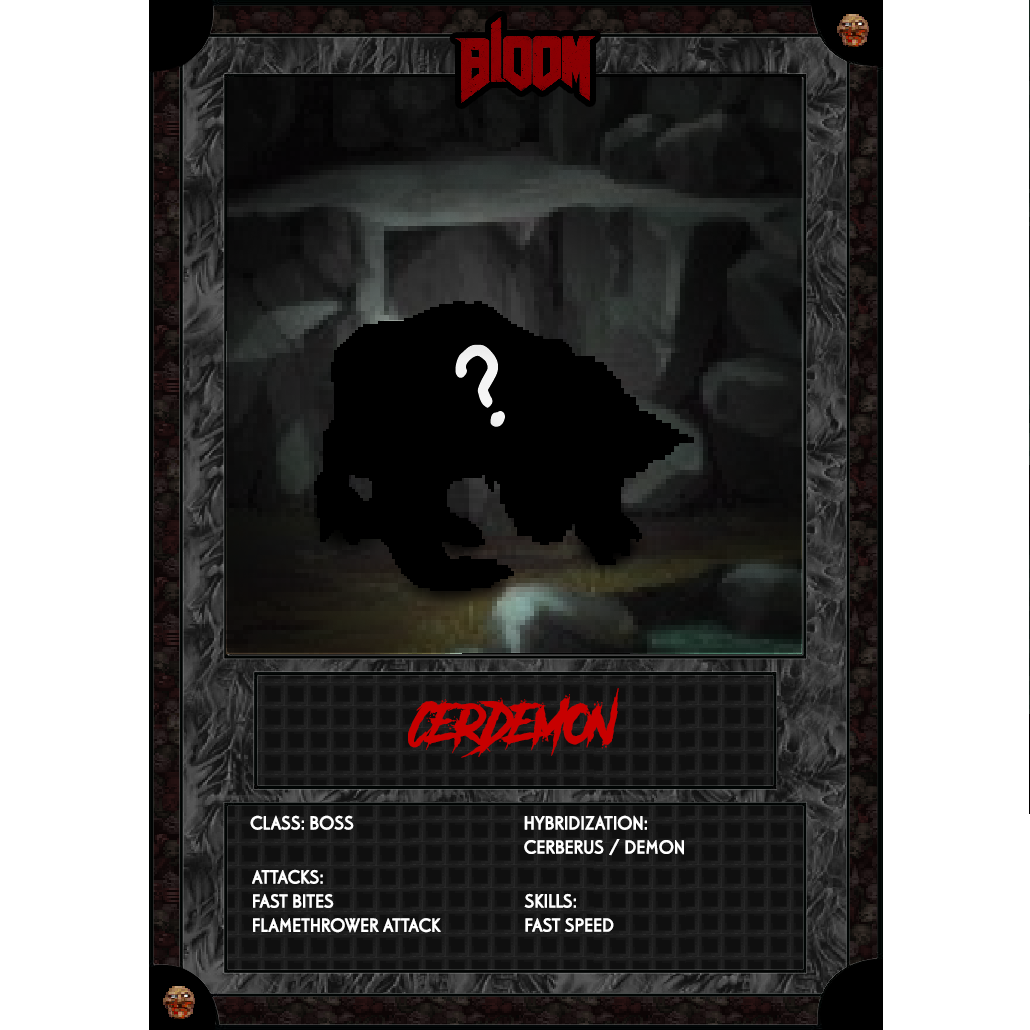 BLOOM
?
CERDEMON
CLASS: BOSS
ATTACKS:
FAST BITES
FLAMETHROWER ATTACK
HYBRIDIZATION:
CERBERUS / DEMON
SKILLS:
FAST SPEED